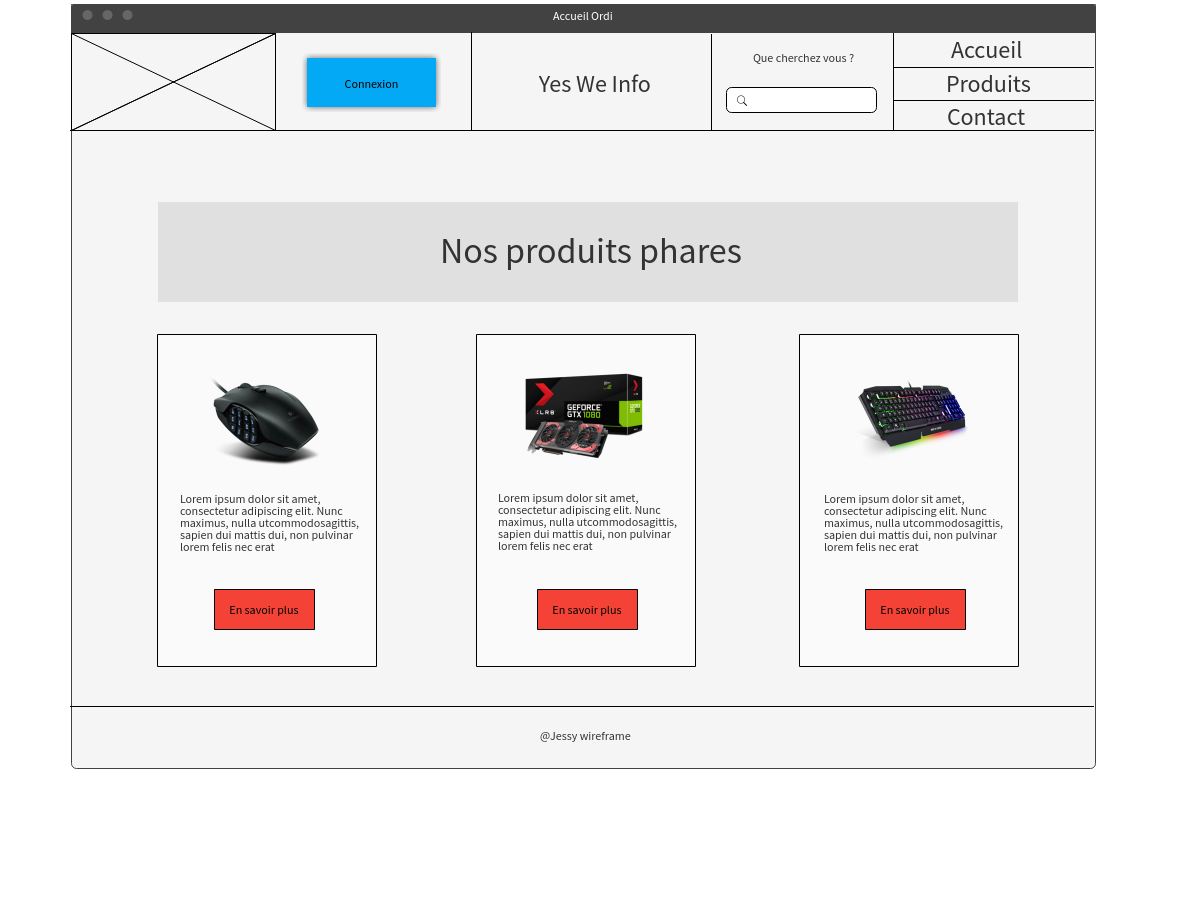 Accueil Ordi
Connexion
Yes We Info
Que cherchez vous ?
Accueil
Produits
Contact
Nos produits phares
XLR8
GEFORCE
GTX 1080
Lorem ipsum dolor sit amet,
consectetur adipiscing elit. Nunc
maximus, nulla utcommodosagittis,
sapien dui mattis dui, non pulvinar
lorem felis nec erat
Lorem ipsum dolor sit amet,
consectetur adipiscing elit. Nunc
maximus, nulla utcommodosagittis,
sapien dui mattis dui, non pulvinar
lorem felis nec erat
Lorem ipsum dolor sit amet,
consectetur adipiscing elit. Nunc
maximus, nulla utcommodosagittis,
sapien dui mattis dui, non pulvinar
lorem felis nec erat
En savoir plus
En savoir plus
En savoir plus
@Jessy wireframe